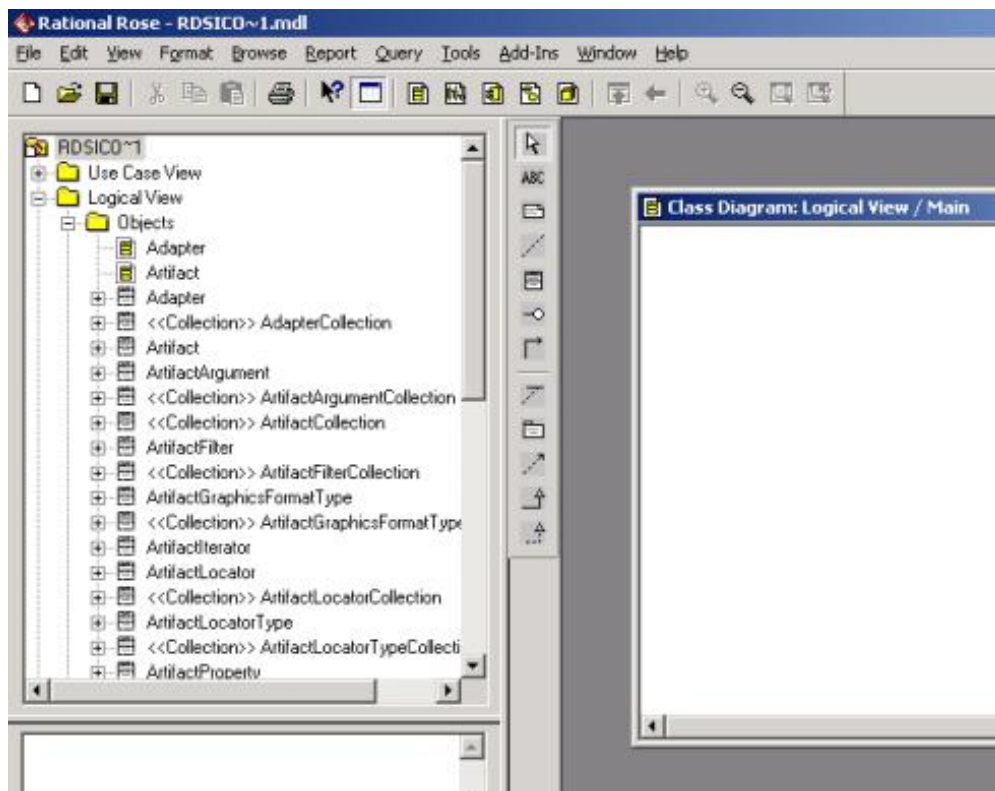 Rational Rose - RDSICO~1.mdl
File Edit View Format Browse Report Query Tools Add-Ins Window Help
RDSICO~1
Use Case View
Logical View
Objects
Adapter
Artifact
Adapter
<<Collection>> AdapterCollection
Artifact
ArtifactArgument
<<Collection>> ArtifactArgumentCollection
<<Collection>> ArtifactCollection
ArtifactFilter
<<Collection>> ArtifactFilterCollection
ArtifactGraphicsFormatType
<<Collection>> ArtifactGraphicsFormatType
ArtifactIterator
ArtifactLocator
<<Collection>> ArtifactLocatorCollection
ArtifactLocatorType
<<Collection>> ArtifactLocatorTypeCollecti
ArtifactProperty
ABC
Class Diagram: Logical View / Main